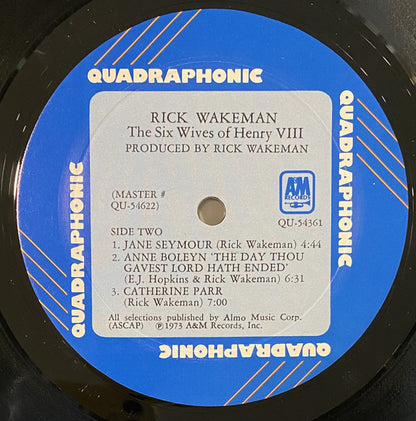 QUADRAPHONIC
QUADRAPHONIC
QUADRAPHONIC
QUADRAPHONIC
RICK WAKEMAN
The Six Wives of Henry VIII
PRODUCED BY RICK WAKEMAN
A&M
RECORDS
(MASTER #
QU-54622)
QU-54361
SIDE TWO
1. JANE SEYMOUR (Rick Wakeman) 4:44
2. ANNE BOLEYN 'THE DAY THOU
GAVEST LORD HATH ENDED'
(E.J. Hopkins & Rick Wakeman) 6:31
3. CATHERINE PARR
(Rick Wakeman) 7:00
All selections published by Almo Music Corp.
(ASCAP) ℗1973 A&M Records, Inc.